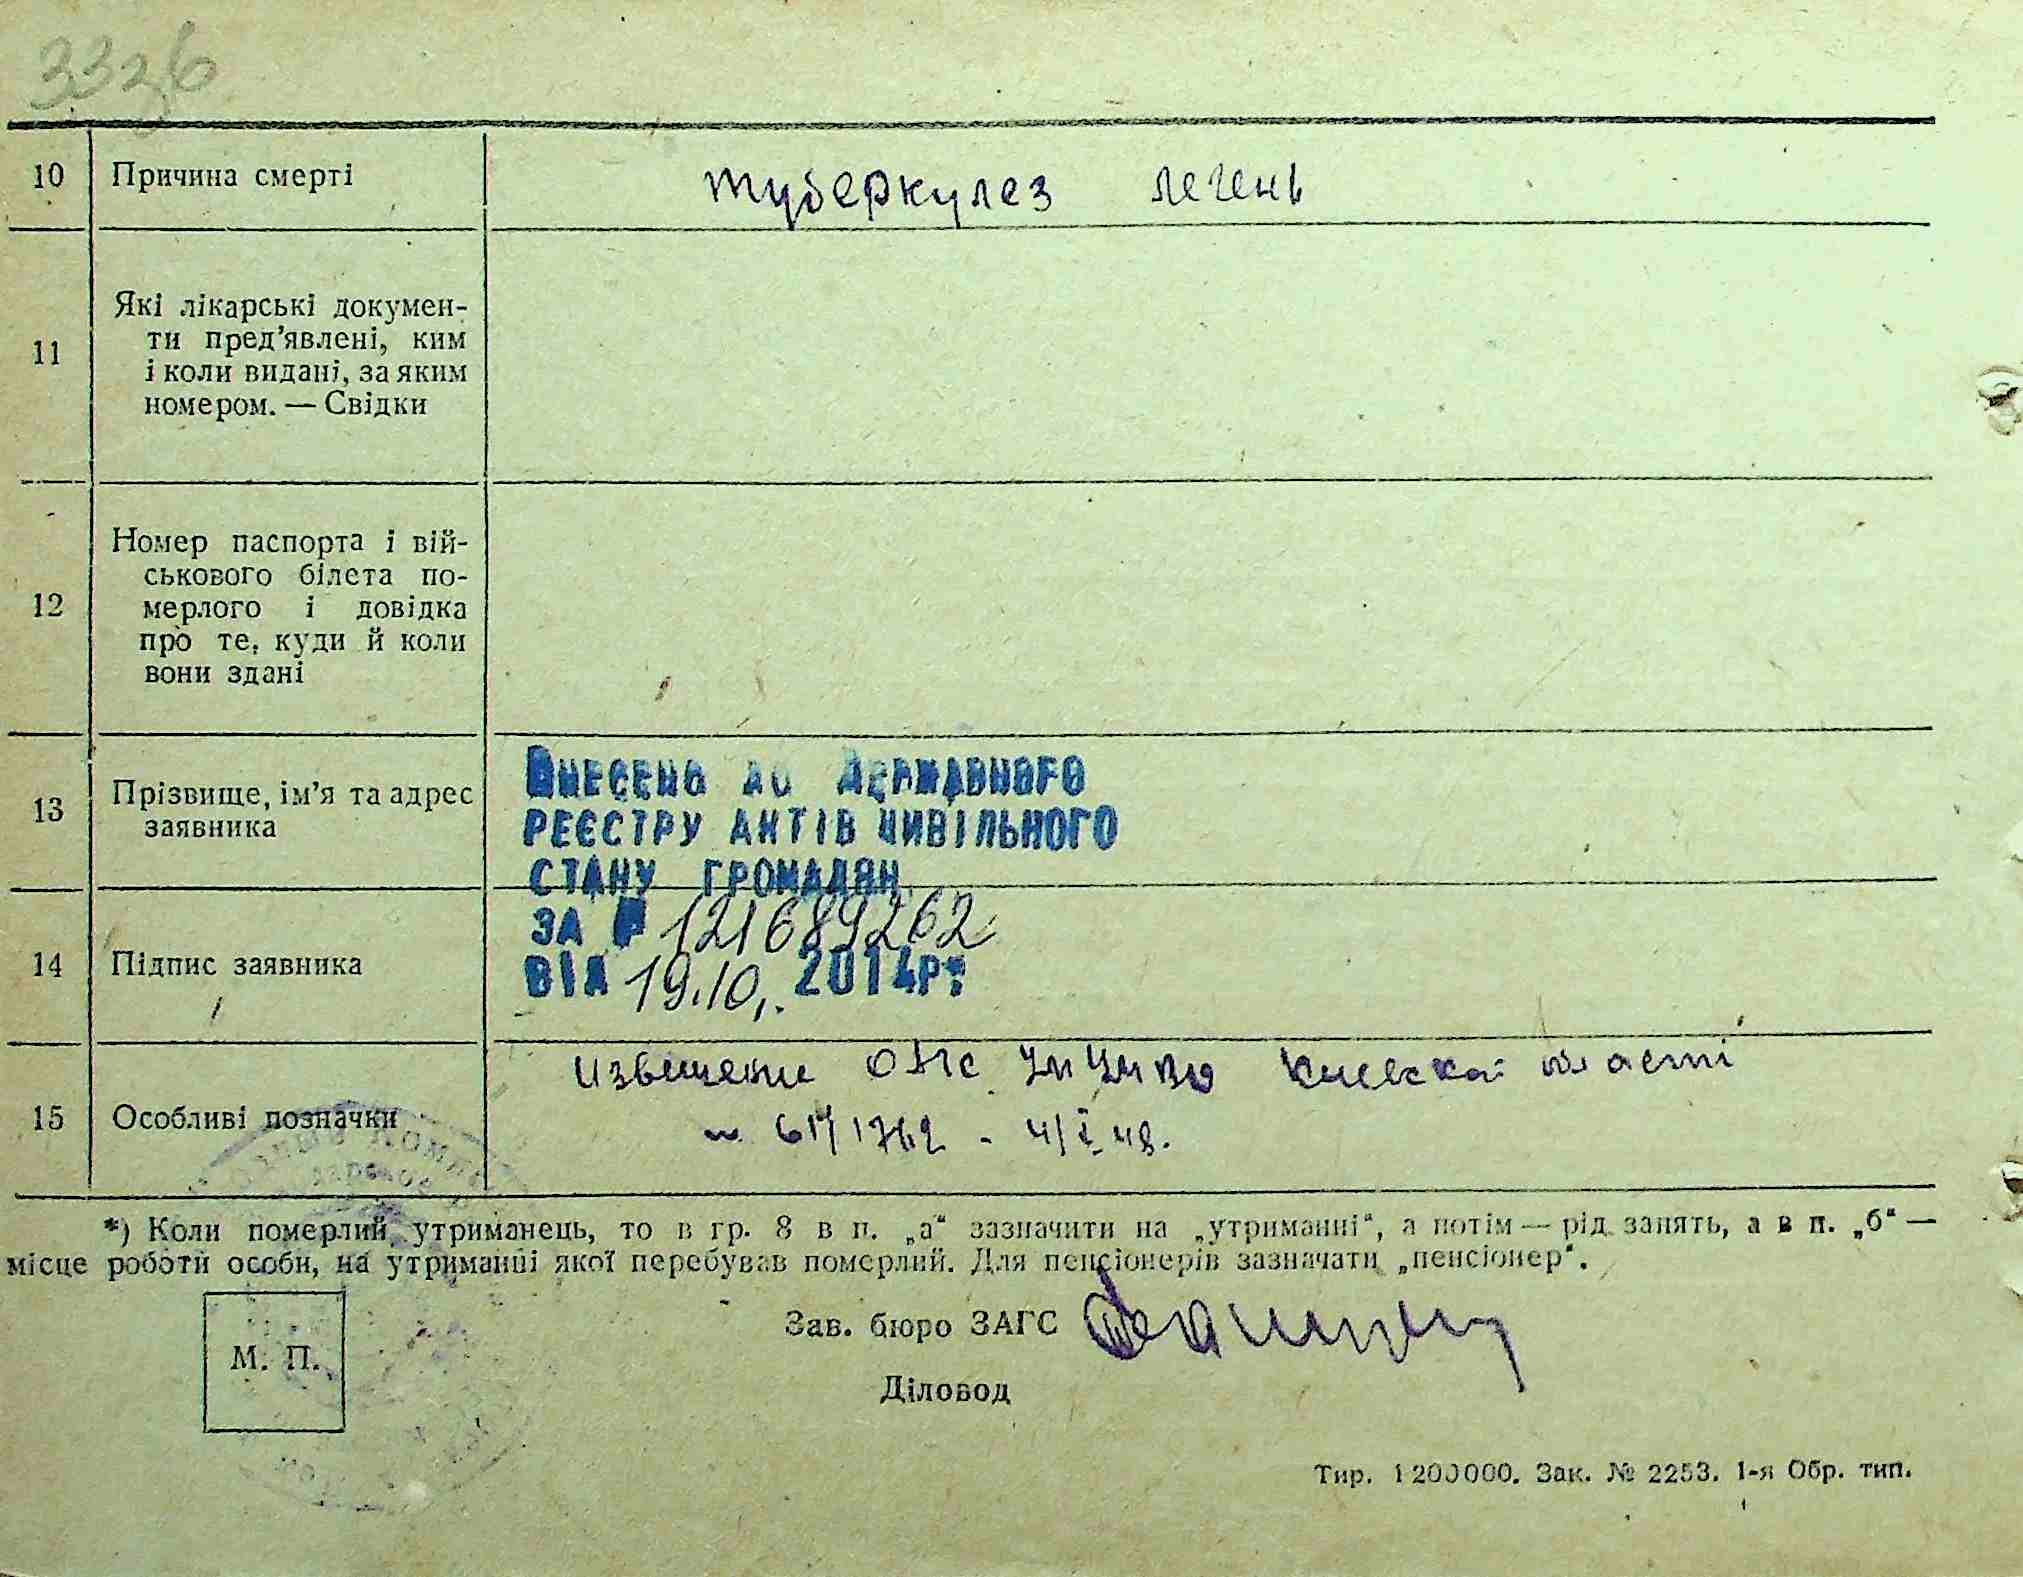 3326
10 Причина смерті туберкулез легень
11 Які лікарські докумен-
ти пред’явлені, ким
і коли видані, за яким
номером. — Свідки
12 Номер паспорта і вій-
ськового білета по-
мерлого і довідка
про те, куди й коли
вони здані
13 Прізвище, ім’я та адрес
заявника
ВНЕСЕНО ДО ДЕРЖАВНОГО
РЕЄСТРУ АКТІВ ЦИВІЛЬНОГО
СТАНУ ГРОМАДЯН
ЗА № 121689262
ВІД 19.10. 2014р.
14 Підпис заявника
15 Особливі позначки
Киевской
*) Коли померлий утриманець, то в гр. 8 в п. „а“ зазначити на „утриманні“, а потім — рід занять, а в п. „б“ —
місце роботи особи, на утриманні якої перебував померлий. Для пенсіонерів зазначати „пенсіонер“.
Зав. бюро ЗАГС
М. П.
Діловод
Тир. 1200000. Зак. № 2253. 1-я Обр. тип.